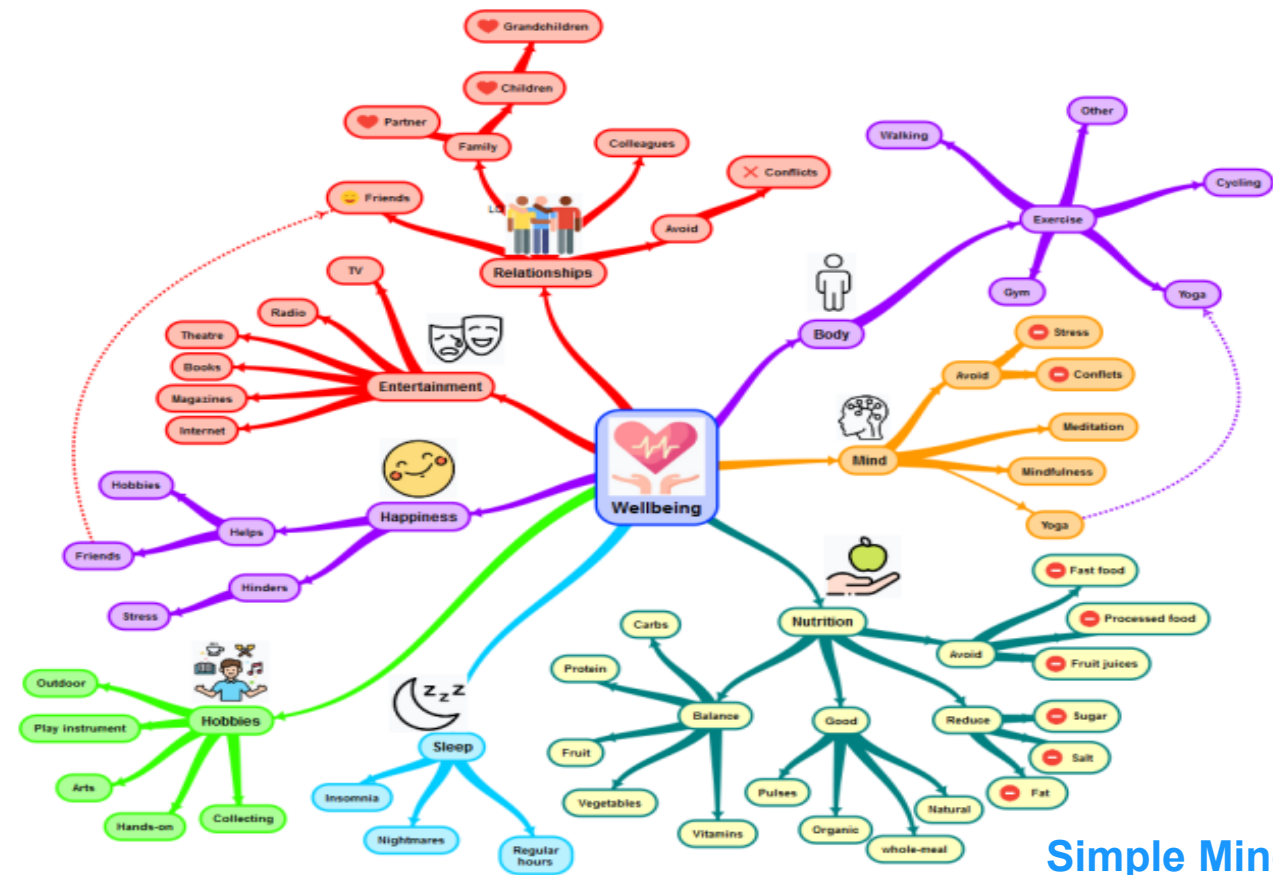 Grandchildren
Children
Partner
Family
Colleagues
Conflicts
Friends
Avoid
Relationships
TV
Radio
Theatre
Books
Magazines
Internet
Entertainment
Other
Walking
Cycling
Exercise
Gym
Yoga
Body
Stress
Avoid
Conflicts
Meditation
Mind
Mindfulness
Yoga
Wellbeing
Happiness
Hobbies
Helps
Friends
Hinders
Stress
Hobbies
Outdoor
Play instrument
Arts
Hands-on
Collecting
zzz
Sleep
Insomnia
Nightmares
Regular
hours
Nutrition
Fast food
Processed food
Avoid
Fruit juices
Carbs
Protein
Balance
Fruit
Vegetables
Vitamins
Good
Pulses
Organic
whole-meal
Natural
Reduce
Sugar
Salt
Fat
Simple Min